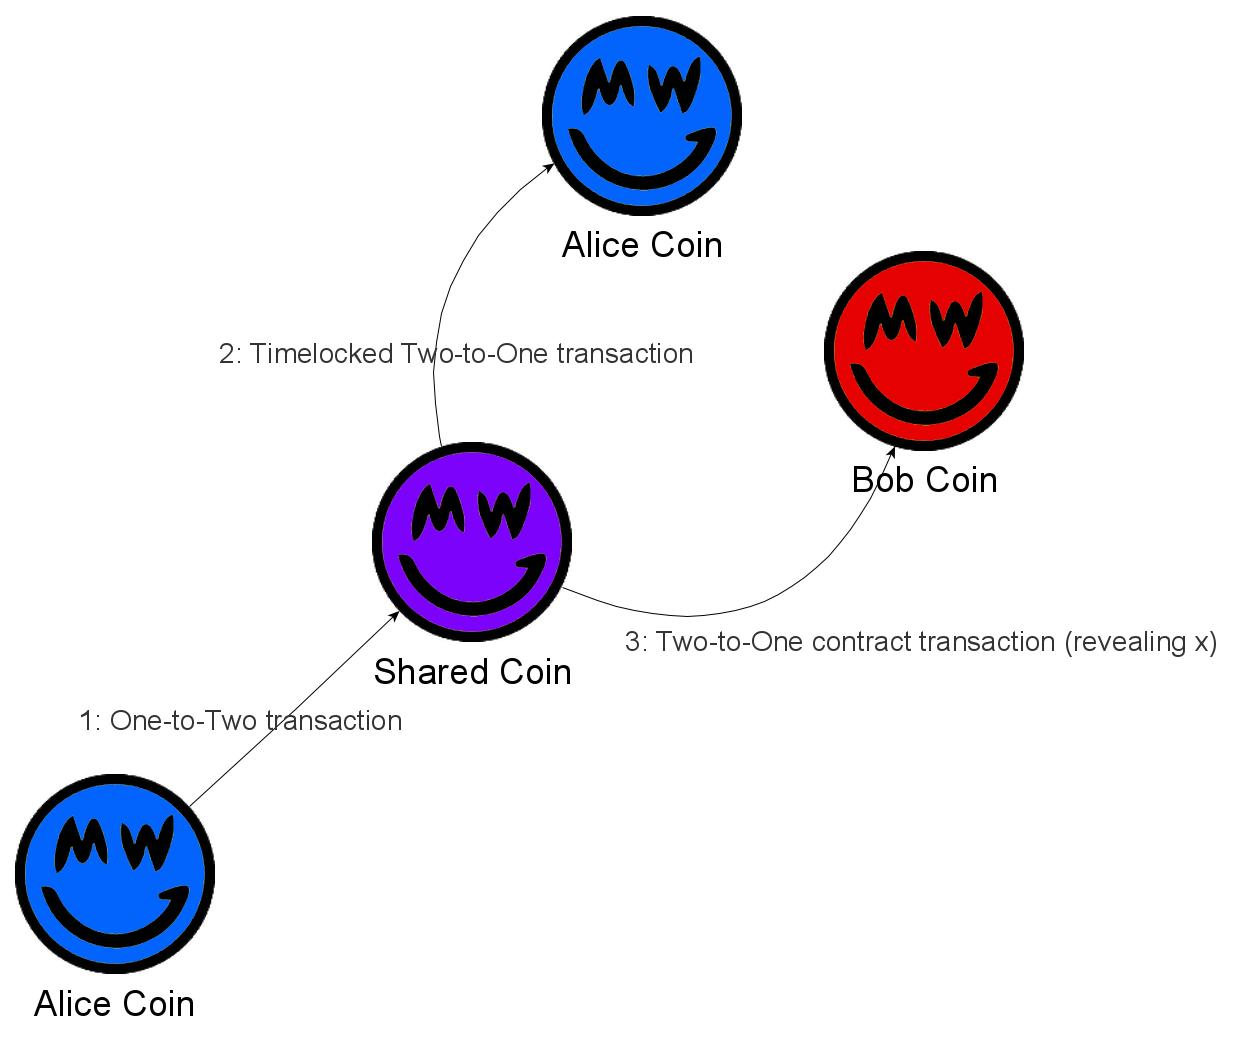 MW
Alice Coin
MW
Bob Coin
2: Timelocked Two-to-One transaction
MW
Shared Coin
3: Two-to-One contract transaction (revealing x)
1: One-to-Two transaction
MW
Alice Coin